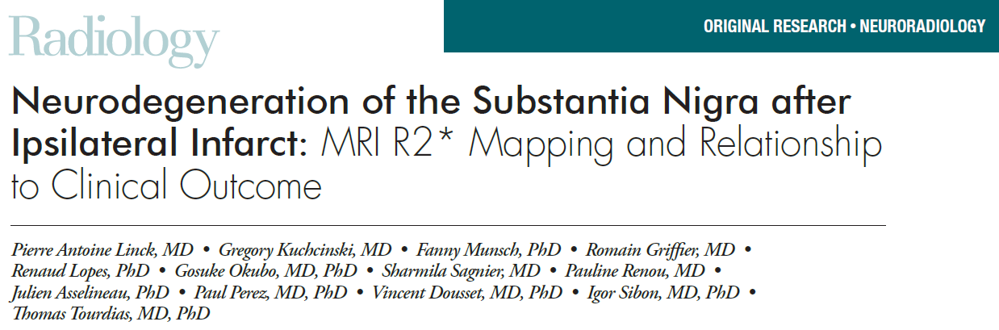 Radiology
ORIGINAL RESEARCH • NEURORADIOLOGY
Neurodegeneration of the Substantia Nigra after
Ipsilateral Infarct: MRI R2* Mapping and Relationship
to Clinical Outcome
Pierre Antoine Linck, MD • Gregory Kuchcinski, MD • Fanny Munsch, PhD • Romain Griffier, MD •
Renaud Lopes, PhD • Gosuke Okubo, MD, PhD • Sharmila Sagnier, MD • Pauline Renou, MD •
Julien Asselineau, PhD • Paul Perez, MD, PhD • Vincent Dousset, MD, PhD • Igor Sibon, MD, PhD •
Thomas Tourdias, MD, PhD